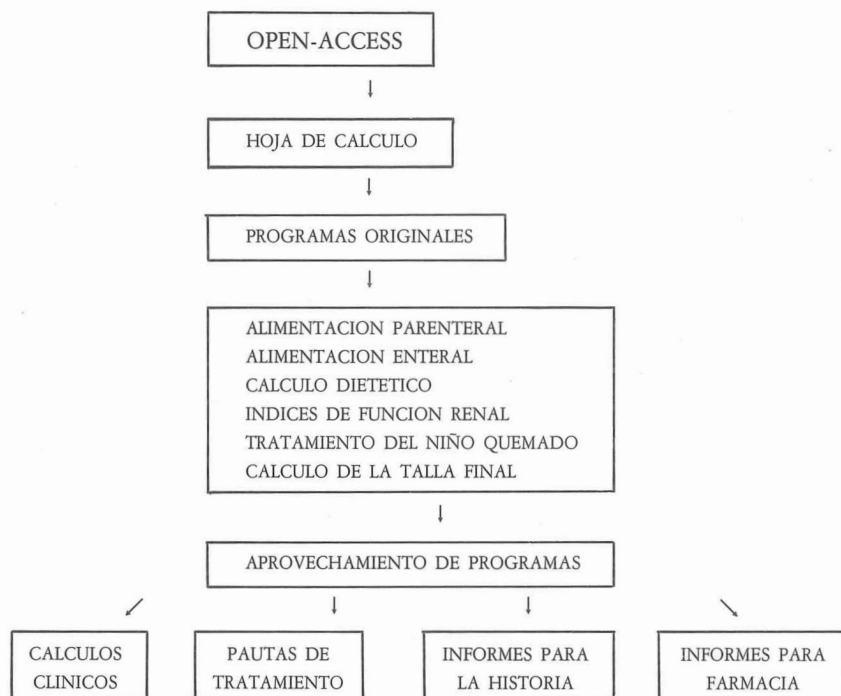 OPEN-ACCESS
HOJA DE CALCULO
PROGRAMAS ORIGINALES
ALIMENTACION PARENTERAL
ALIMENTACION ENTERAL
CALCULO DIETETICO
INDICES DE FUNCION RENAL
TRATAMIENTO DEL NIÑO QUEMADO
CALCULO DE LA TALLA FINAL
APROVECHAMIENTO DE PROGRAMAS
CALCULOS
CLINICOS
PAUTAS DE
TRATAMIENTO
INFORMES PARA
LA HISTORIA
INFORMES PARA
FARMACIA